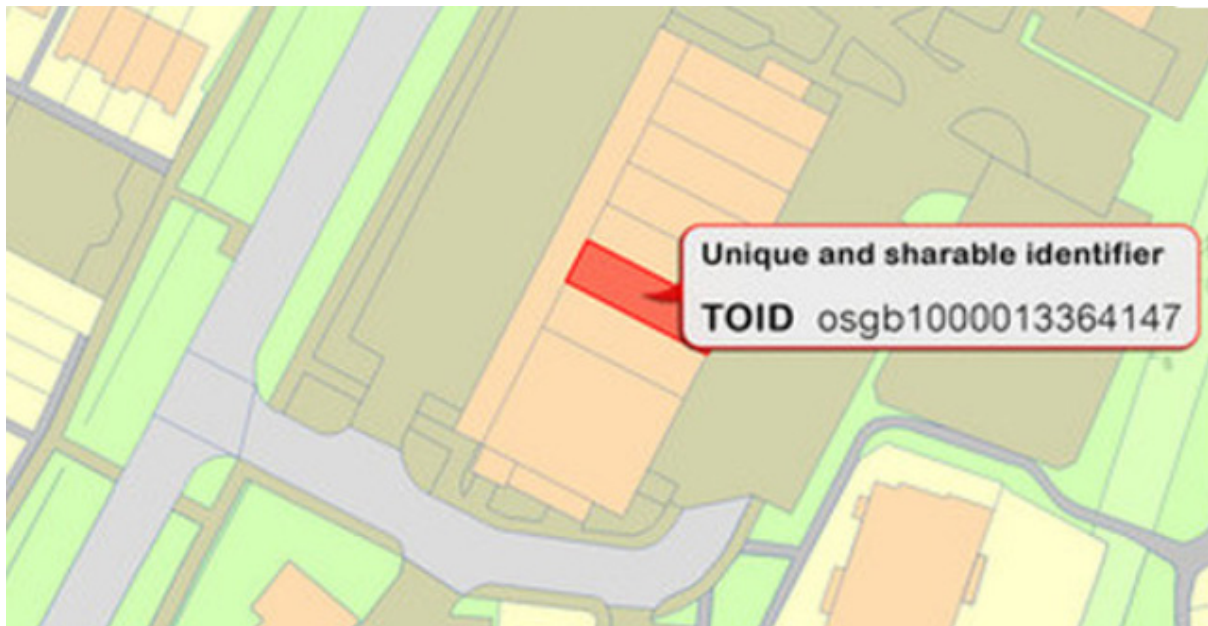 Unique and sharable identifier
TOID osgb1000013364147